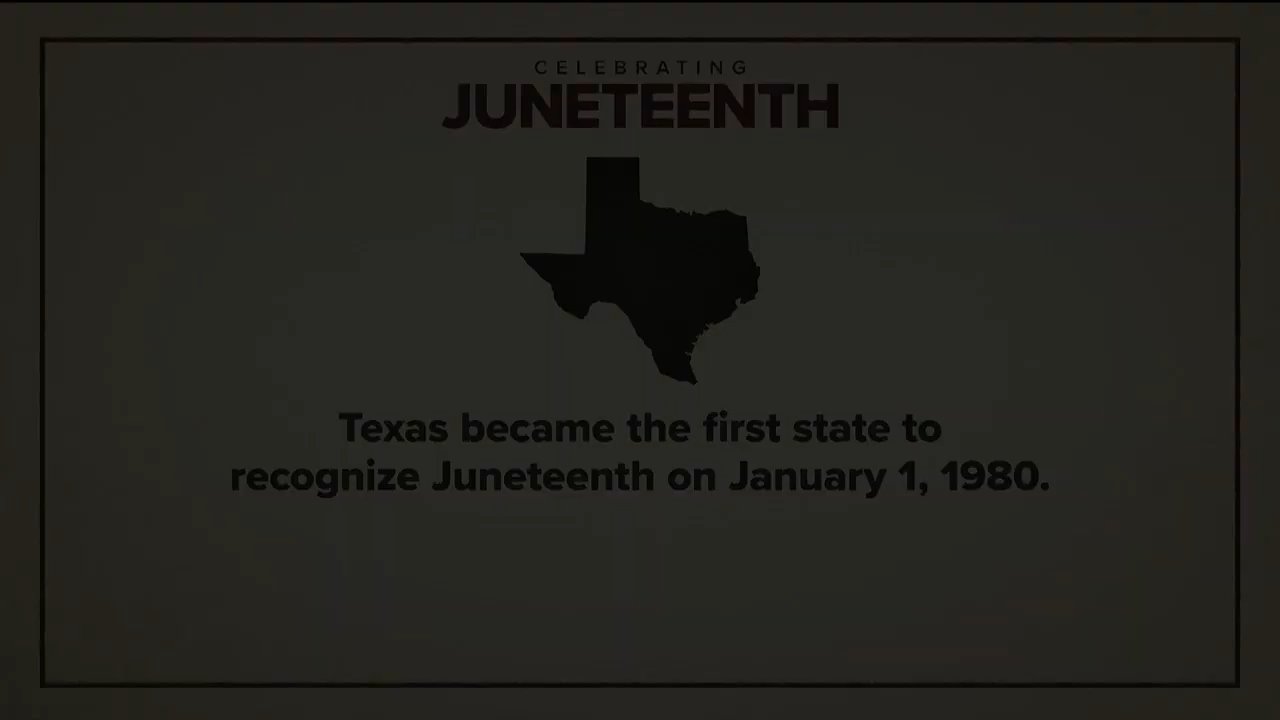 CELEBRATING
JUNETEENTH
Texas became the first state to
recognize Juneteenth on January 1, 1980.